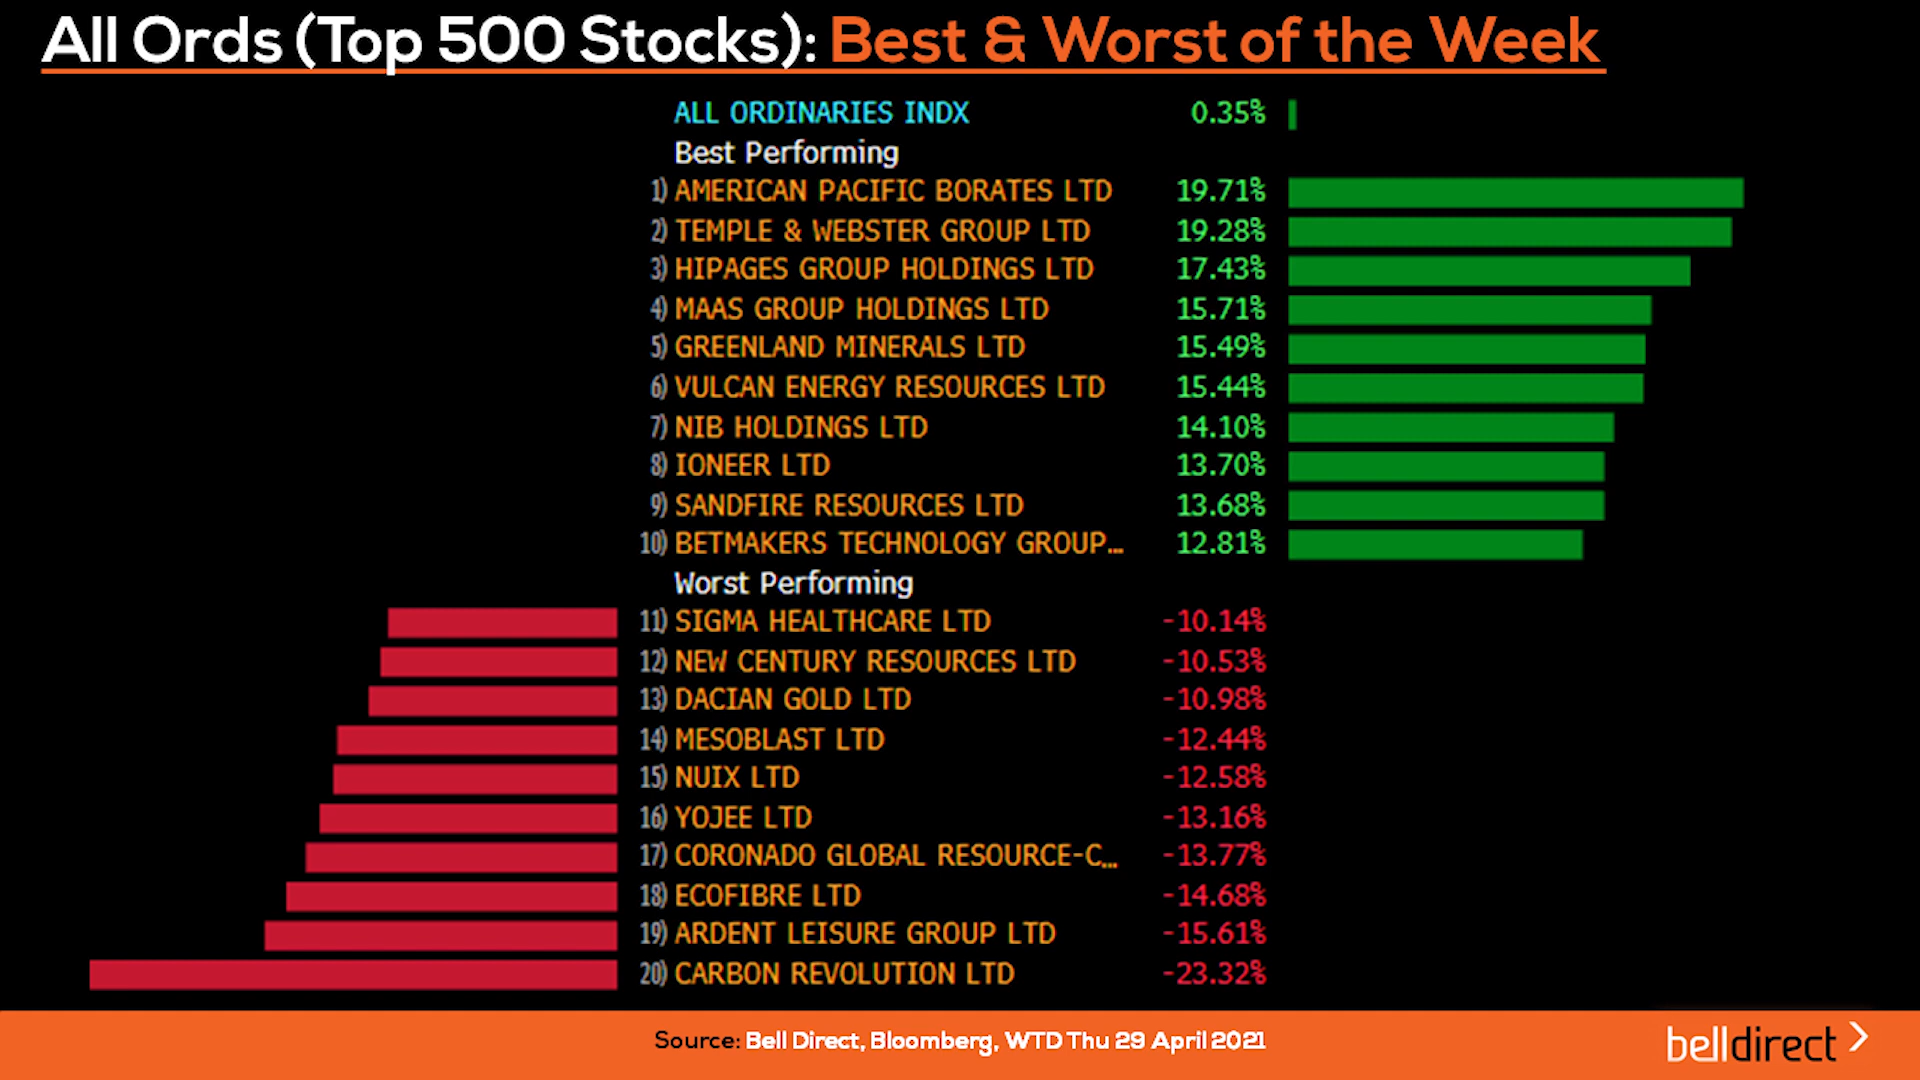 All Ords (Top 500 Stocks): Best & Worst of the Week
ALL ORDINARIES INDX 0.35%
Best Performing
1) AMERICAN PACIFIC BORATES LTD 19.71%
2) TEMPLE & WEBSTER GROUP LTD 19.28%
3) HIPAGES GROUP HOLDINGS LTD 17.43%
4) MAAS GROUP HOLDINGS LTD 15.71%
5) GREENLAND MINERALS LTD 15.49%
6) VULCAN ENERGY RESOURCES LTD 15.44%
7) NIB HOLDINGS LTD 14.10%
8) IONEER LTD 13.70%
9) SANDFIRE RESOURCES LTD 13.68%
10) BETMAKERS TECHNOLOGY GROUP... 12.81%
Worst Performing
11) SIGMA HEALTHCARE LTD -10.14%
12) NEW CENTURY RESOURCES LTD -10.53%
13) DACIAN GOLD LTD -10.98%
14) MESOBLAST LTD -12.44%
15) NUIX LTD -12.58%
16) YOJEE LTD -13.16%
17) CORONADO GLOBAL RESOURCE-C... -13.77%
18) ECOFIBRE LTD -14.68%
19) ARDENT LEISURE GROUP LTD -15.61%
20) CARBON REVOLUTION LTD -23.32%
Source: Bell Direct, Bloomberg, WTD Thu 29 April 2021
belldirect